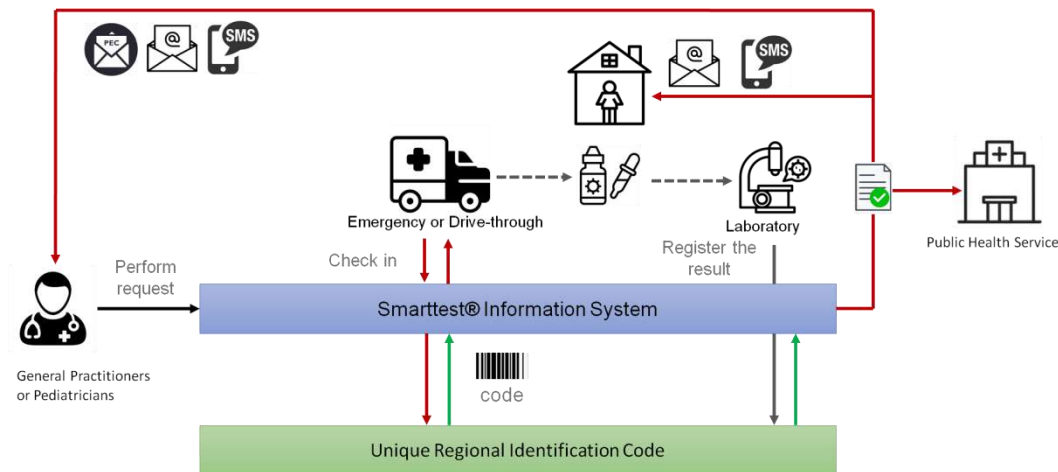 PEC
@
SMS
@
SMS
Emergency or Drive-through
Laboratory
Public Health Service
Perform
request
Check in
Register the
result
Smarttest® Information System
General Practitioners
or Pediatricians
code
Unique Regional Identification Code